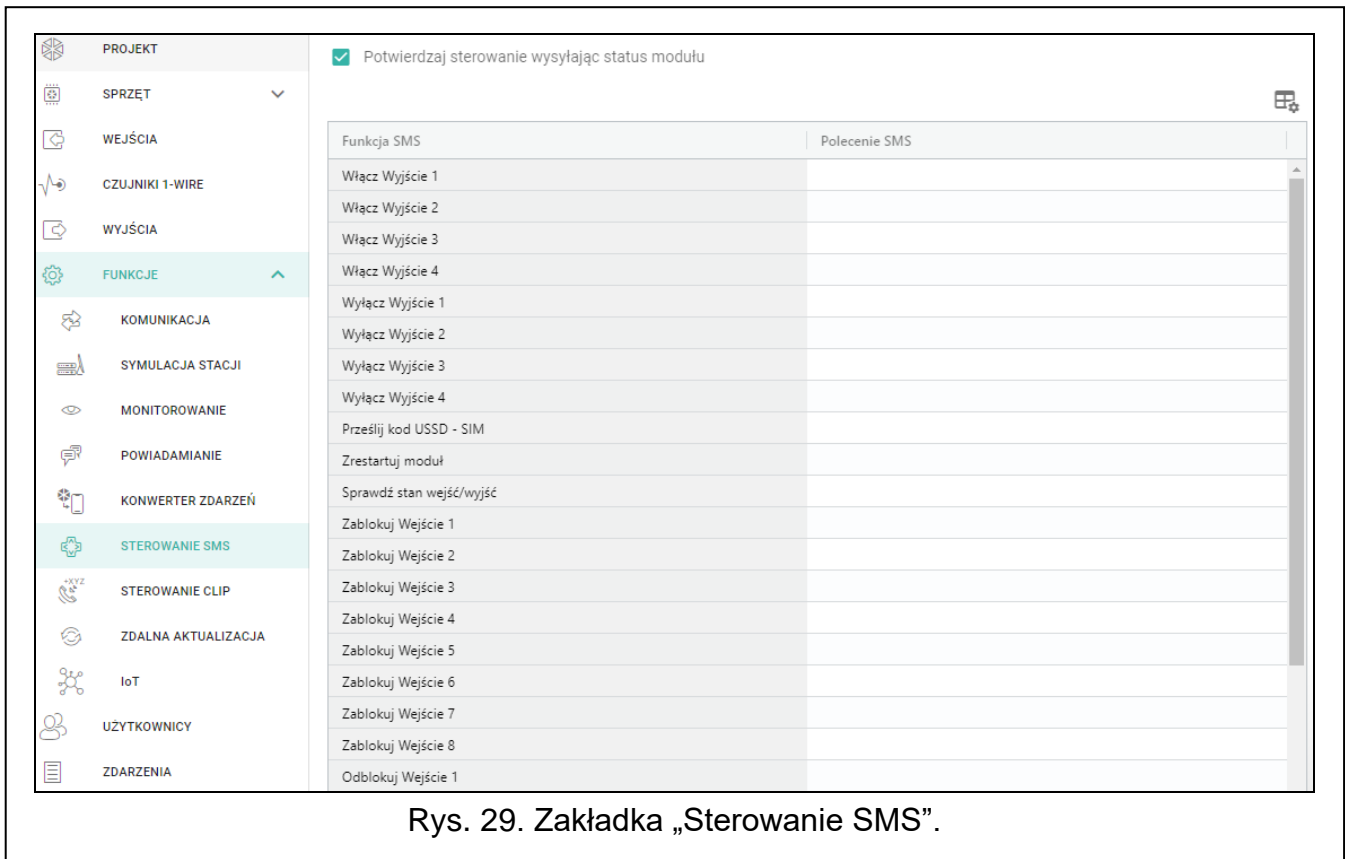 PROJEKT
SPRZĘT
WEJŚCIA
CZUJNIKI 1-WIRE
WYJŚCIA
FUNKCJE
KOMUNIKACJA
SYMULACJA STACJI
MONITOROWANIE
POWIADAMIANIE
KONWERTER ZDARZEŃ
STEROWANIE SMS
+XYZ
STEROWANIE CLIP
ZDALNA AKTUALIZACJA
IoT
UŻYTKOWNICY
ZDARZENIA
Potwierdzaj sterowanie wysyłając status modułu
Funkcja SMS Polecenie SMS
Włącz Wyjście 1
Włącz Wyjście 2
Włącz Wyjście 3
Włącz Wyjście 4
Wyłącz Wyjście 1
Wyłącz Wyjście 2
Wyłącz Wyjście 3
Wyłącz Wyjście 4
Prześlij kod USSD - SIM
Zrestartuj moduł
Sprawdź stan wejść/wyjść
Zablokuj Wejście 1
Zablokuj Wejście 2
Zablokuj Wejście 3
Zablokuj Wejście 4
Zablokuj Wejście 5
Zablokuj Wejście 6
Zablokuj Wejście 7
Zablokuj Wejście 8
Odblokuj Wejście 1
Rys. 29. Zakładka „Sterowanie SMS”.